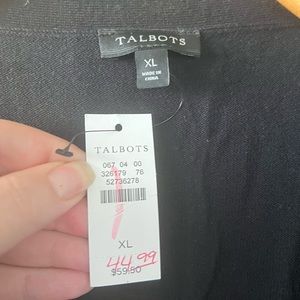 TALBOTS
XL
MADE IN
CHINA
TALBOTS
067 04 00
326179 76
52736278
XL
44.99
$59.50